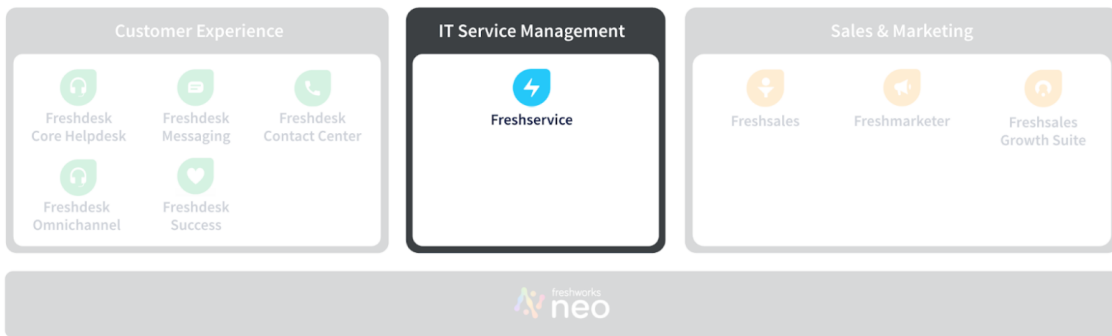 Customer Experience
Freshdesk
Core Helpdesk
Freshdesk
Messaging
Freshdesk
Contact Center
Freshdesk
Omnichannel
Freshdesk
Success
IT Service Management
Freshservice
Sales & Marketing
Freshsales
Freshmarketer
Freshsales
Growth Suite
freshworks
neo